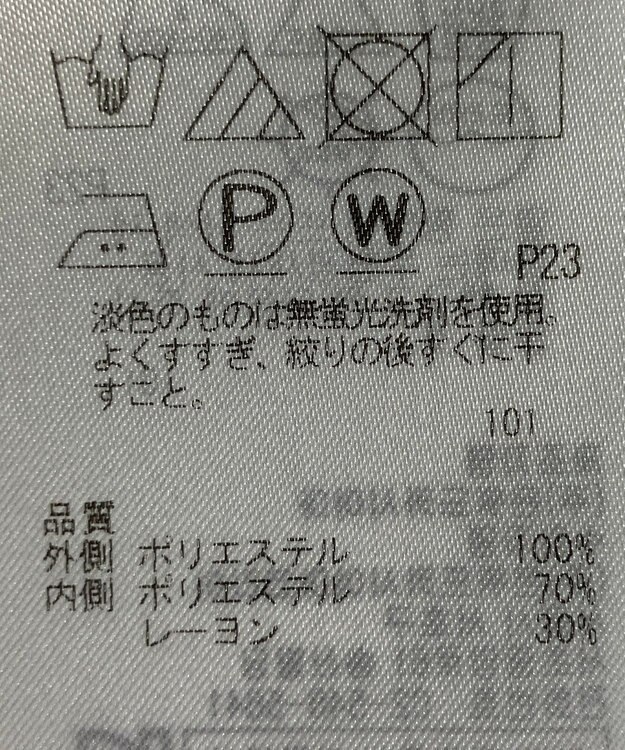 P W
P23
淡色のものは無蛍光洗剤を使用。
よくすすぎ、絞りの後すぐに干
すこと。
101
品質
外側 ポリエステル 100%
内側 ポリエステル 70%
レーヨン 30%